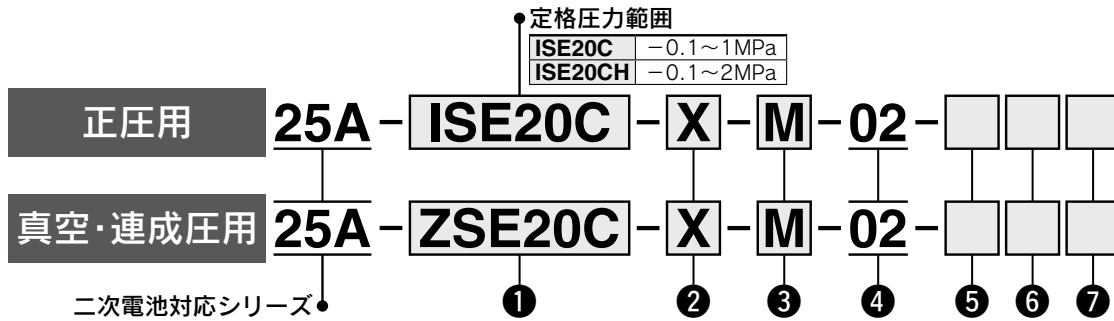 定格圧力範囲
ISE20C －0.1～1MPa
ISE20CH －0.1～2MPa
正圧用 25A-ISE20C-X-M-02-
真空・連成圧用 25A-ZSE20C-X-M-02-
二次電池対応シリーズ ❶ ❷ ❸ ❹ ❺ ❻ ❼